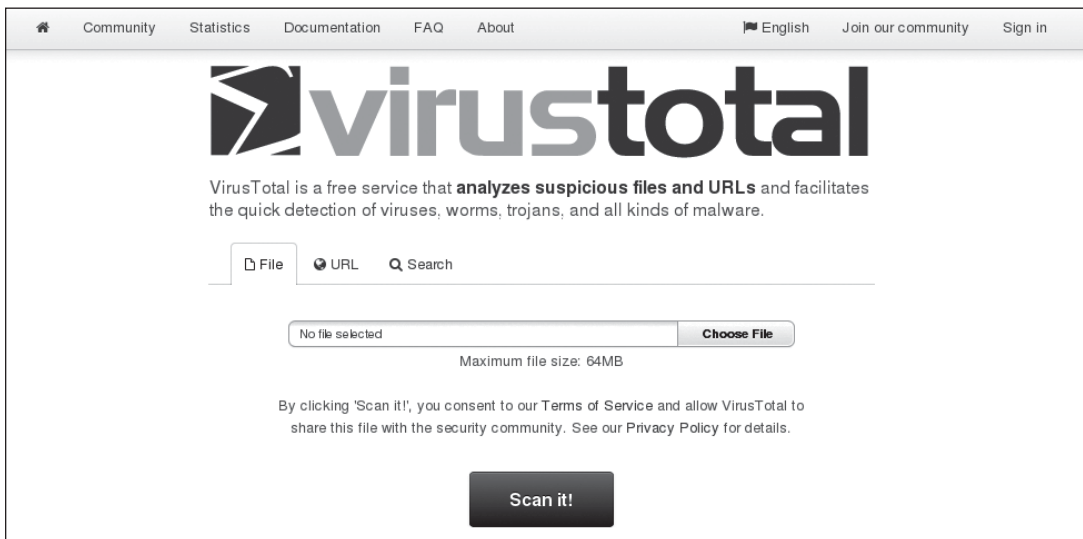 Community Statistics Documentation FAQ About English Join our community Sign in
virustotal
VirusTotal is a free service that analyzes suspicious files and URLs and facilitates
the quick detection of viruses, worms, trojans, and all kinds of malware.
File URL Search
No file selected Choose File
Maximum file size: 64MB
By clicking 'Scan it!', you consent to our Terms of Service and allow VirusTotal to
share this file with the security community. See our Privacy Policy for details.
Scan it!